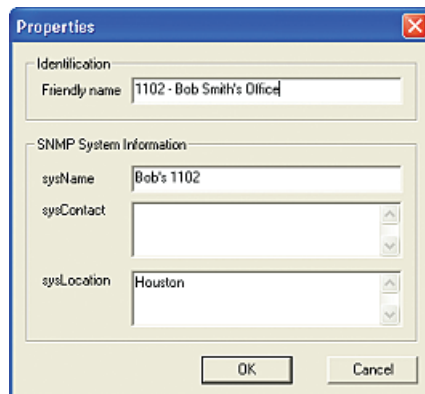 Properties
Identification
Friendly name 1102 - Bob Smith's Office
SNMP System Information
sysName Bob's 1102
sysContact
sysLocation Houston
OK Cancel